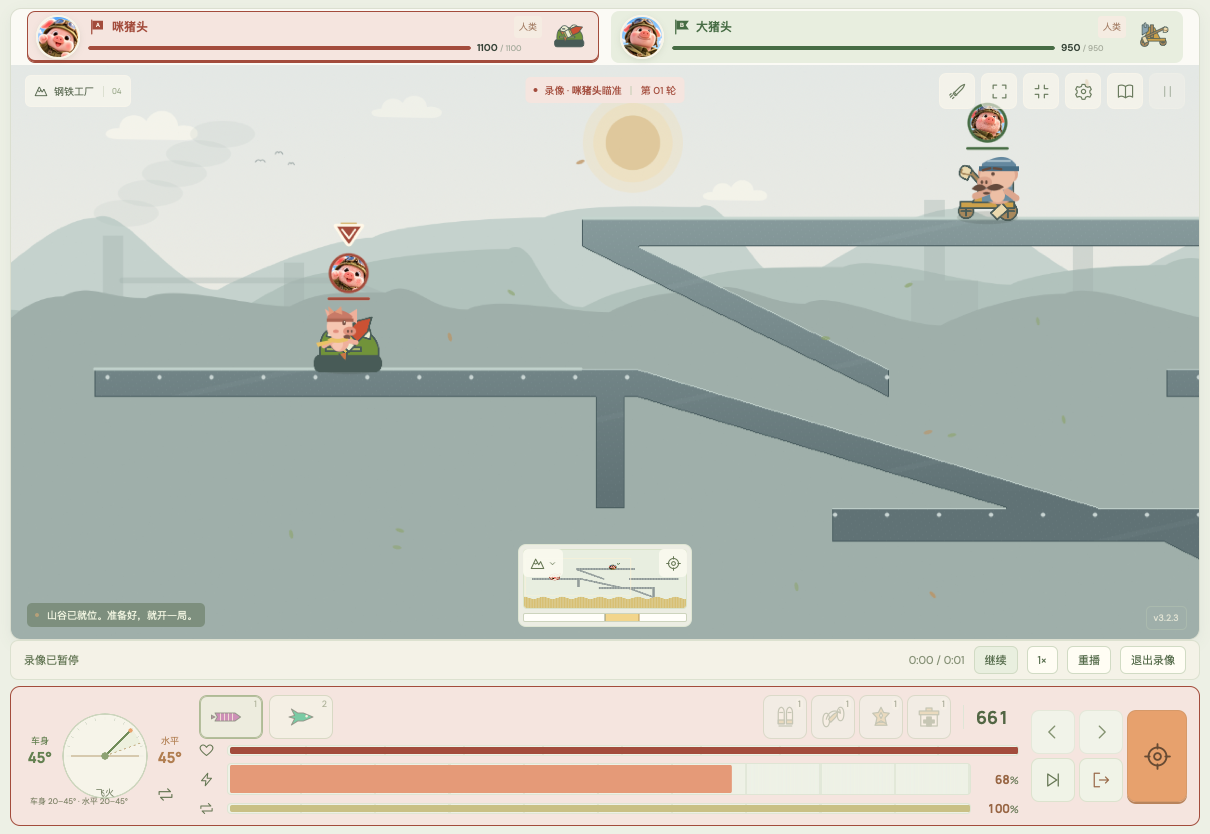 咪猪头
人类
1100 / 1100
大猪头
人类
950 / 950
钢铁工厂 04
录像 · 咪猪头瞄准 第 01 轮
山谷已就位。准备好，就开一局。
v3.2.3
录像已暂停
0:00 / 0:01
继续
1×
重播
退出录像
车身
45°
水平
45°
飞火
车身 20–45° · 水平 20–45°
1
2
1
1
1
1
661
68%
100%